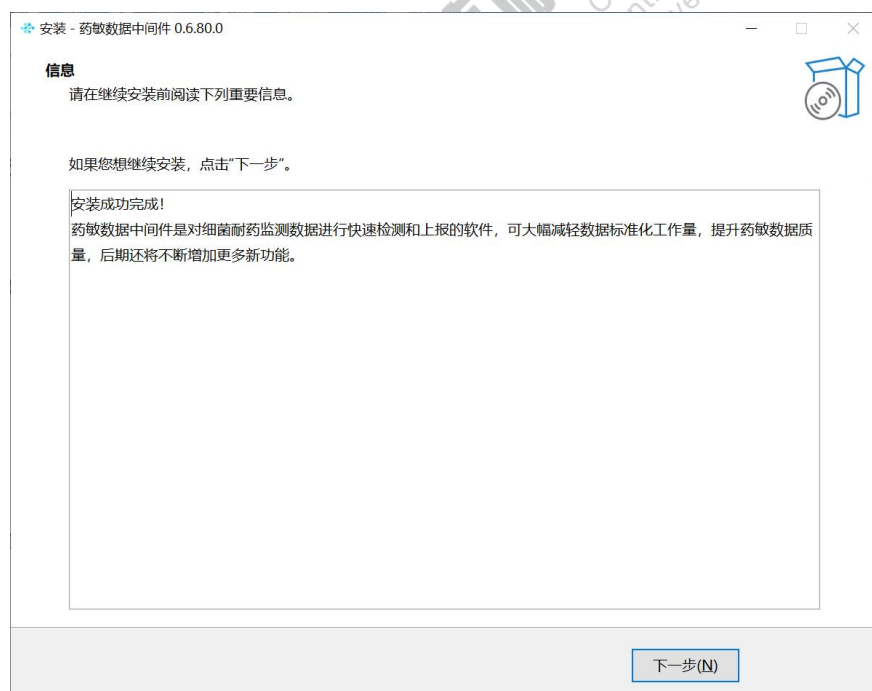 安装 - 药敏数据中间件 0.6.80.0
信息
请在继续安装前阅读下列重要信息。
如果您想继续安装，点击“下一步”。
安装成功完成！
药敏数据中间件是对细菌耐药监测数据进行快速检测和上报的软件，可大幅减轻数据标准化工作量，提升药敏数据质
量，后期还将不断增加更多新功能。
下一步(N)